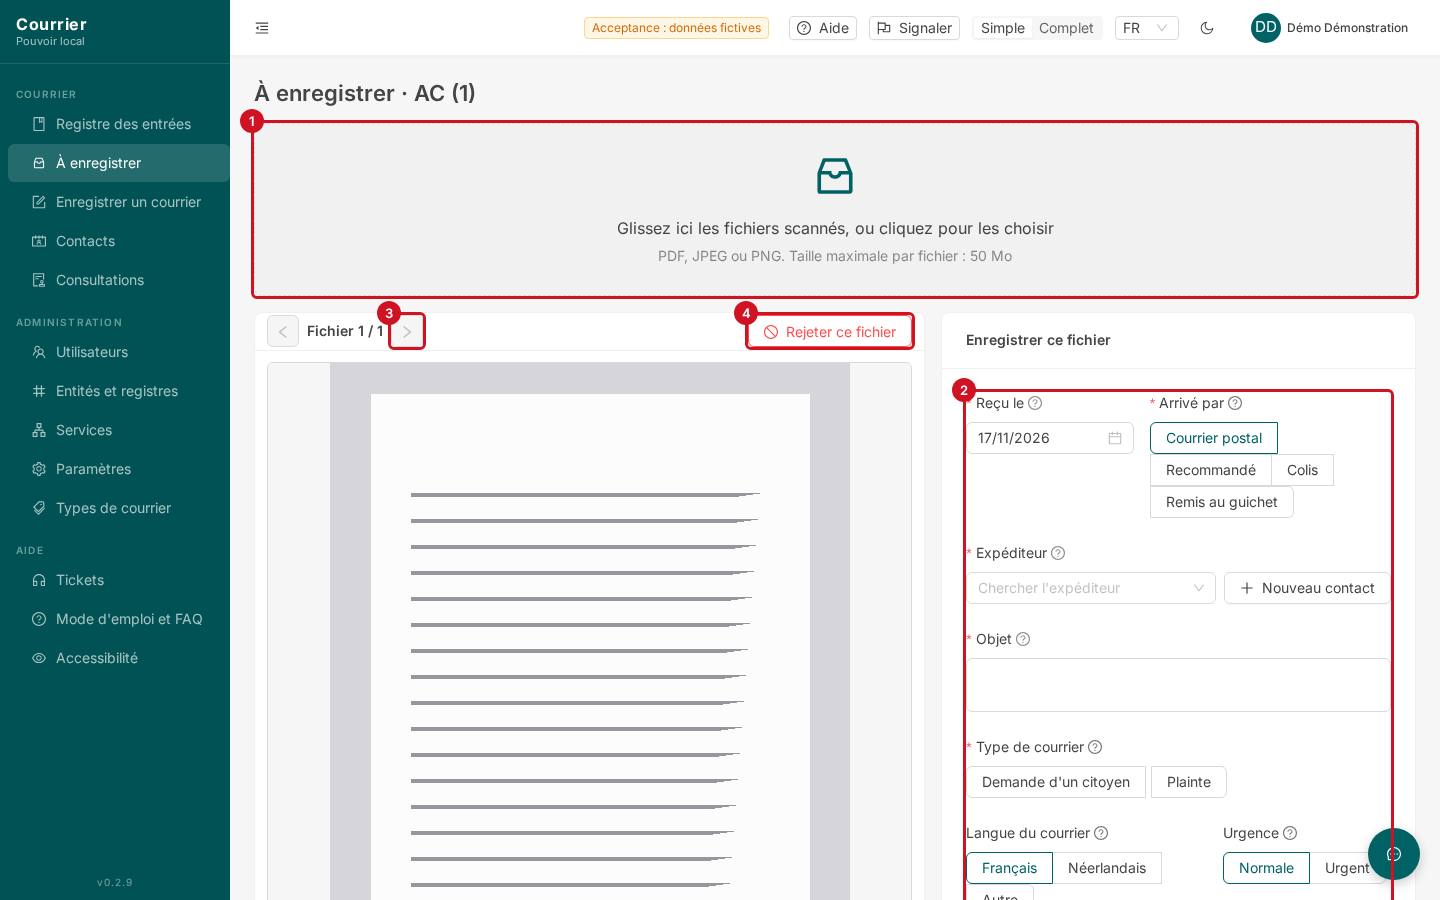 Courrier
Pouvoir local
COURRIER
Registre des entrées
À enregistrer
Enregistrer un courrier
Contacts
Consultations
ADMINISTRATION
Utilisateurs
Entités et registres
Services
Paramètres
Types de courrier
AIDE
Tickets
Mode d'emploi et FAQ
Accessibilité
v0.2.9
Acceptance : données fictives
Aide
Signaler
Simple Complet
FR
DD Démo Démonstration
À enregistrer · AC (1)
1
Glissez ici les fichiers scannés, ou cliquez pour les choisir
PDF, JPEG ou PNG. Taille maximale par fichier : 50 Mo
Fichier 1 / 1
3
4
Rejeter ce fichier
Enregistrer ce fichier
2
Reçu le
* Arrivé par
17/11/2026
Courrier postal
Recommandé
Colis
Remis au guichet
* Expéditeur
Chercher l'expéditeur
Nouveau contact
* Objet
* Type de courrier
Demande d'un citoyen
Plainte
Langue du courrier
Urgence
Français
Néerlandais
Normale
Urgent
Autre